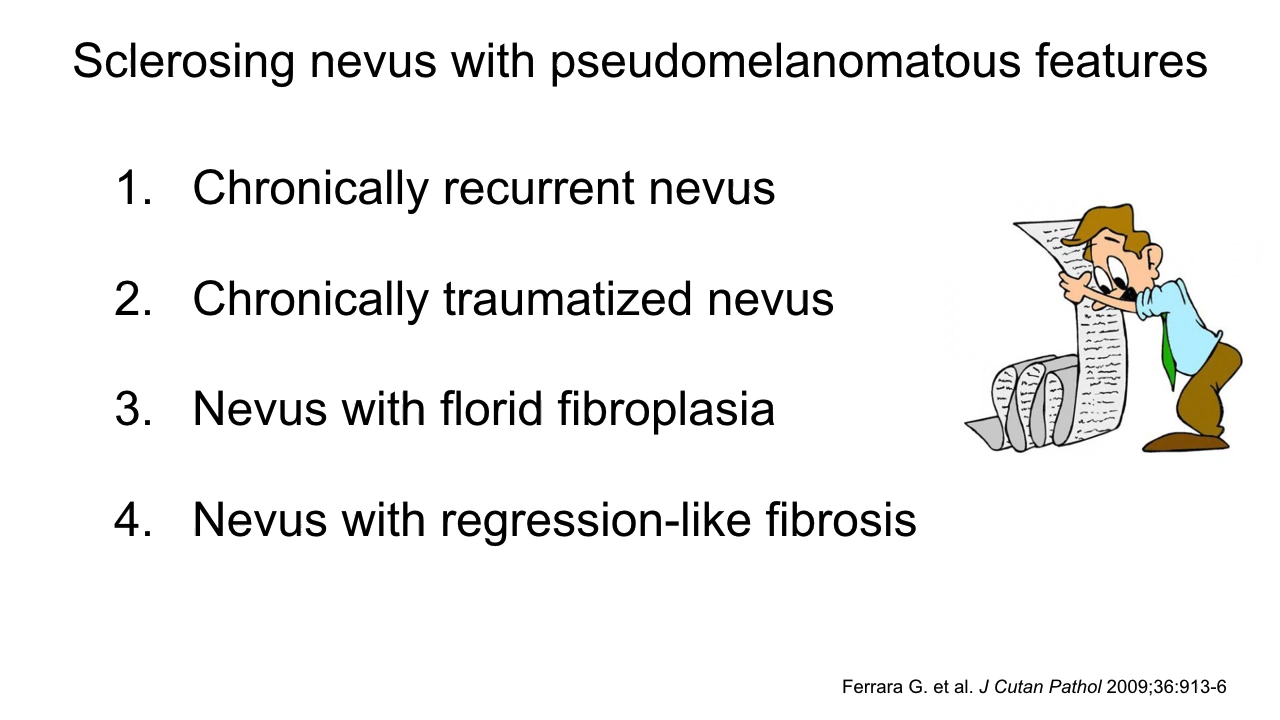 Sclerosing nevus with pseudomelanomatous features
1. Chronically recurrent nevus
2. Chronically traumatized nevus
3. Nevus with florid fibroplasia
4. Nevus with regression-like fibrosis
Ferrara G. et al. J Cutan Pathol 2009;36:913-6